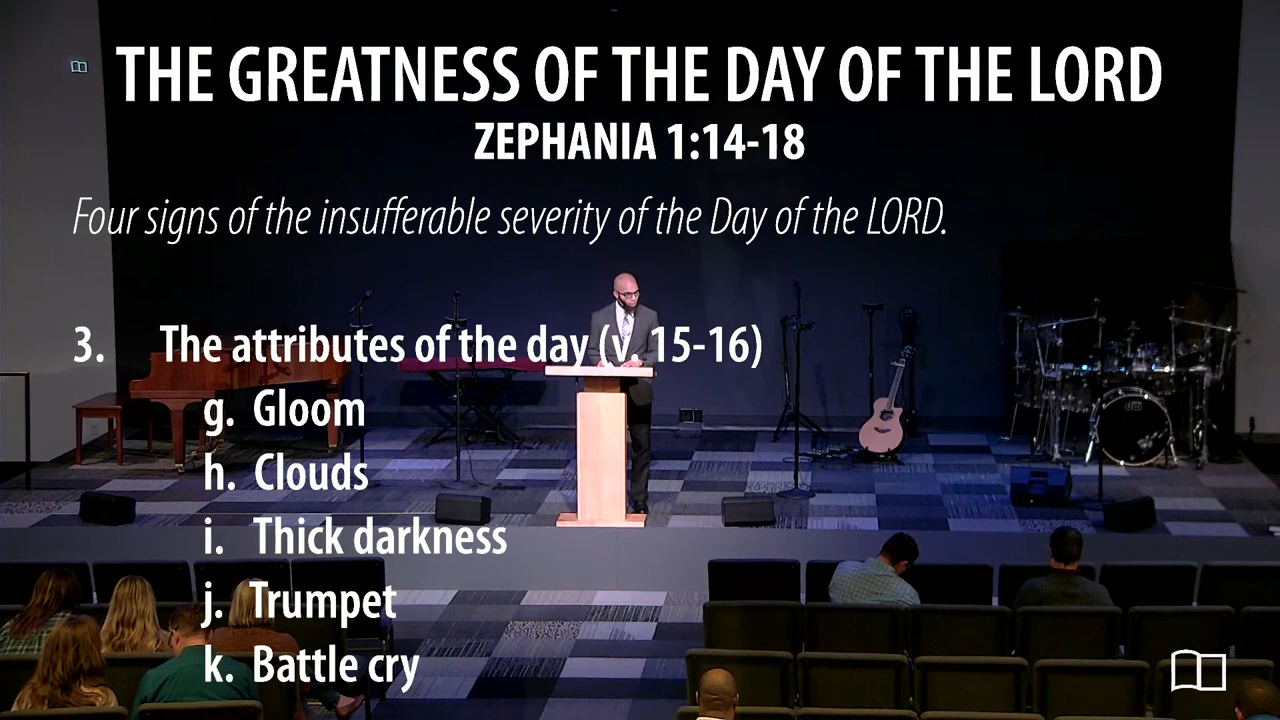 THE GREATNESS OF THE DAY OF THE LORD
ZEPHANIA 1:14-18
Four signs of the insufferable severity of the Day of the LORD.
3. The attributes of the day (v. 15-16)
g. Gloom
h. Clouds
i. Thick darkness
j. Trumpet
k. Battle cry